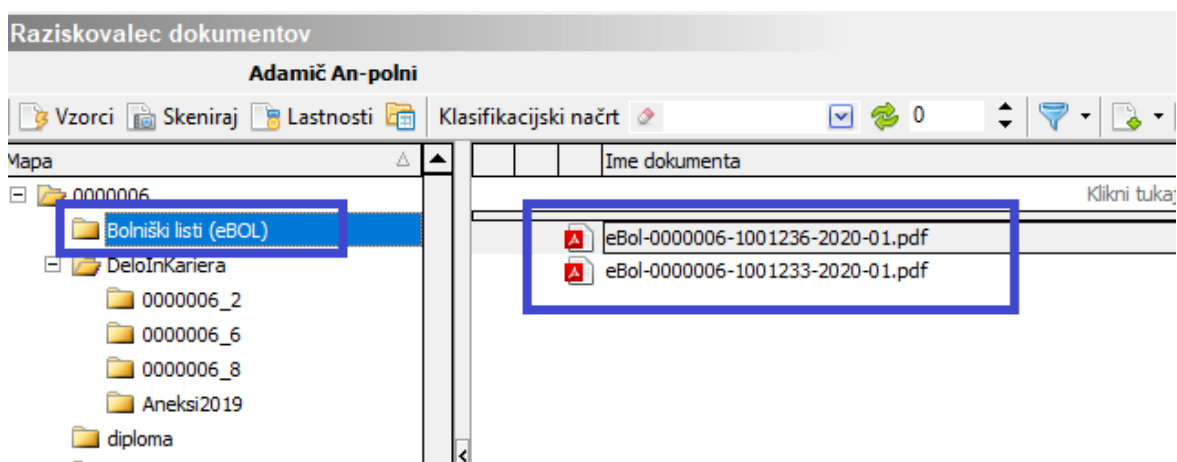 Raziskovalec dokumentov
Adamič An-polni
Vzorci Skeniraj Lastnosti Klasifikacijski načrt 0
Mapa Ime dokumenta
0000006 Klikni tukaj
Bolniški listi (eBOL) eBol-0000006-1001236-2020-01.pdf
DeloInKariera eBol-0000006-1001233-2020-01.pdf
0000006_2
0000006_6
0000006_8
Aneksi2019
diploma